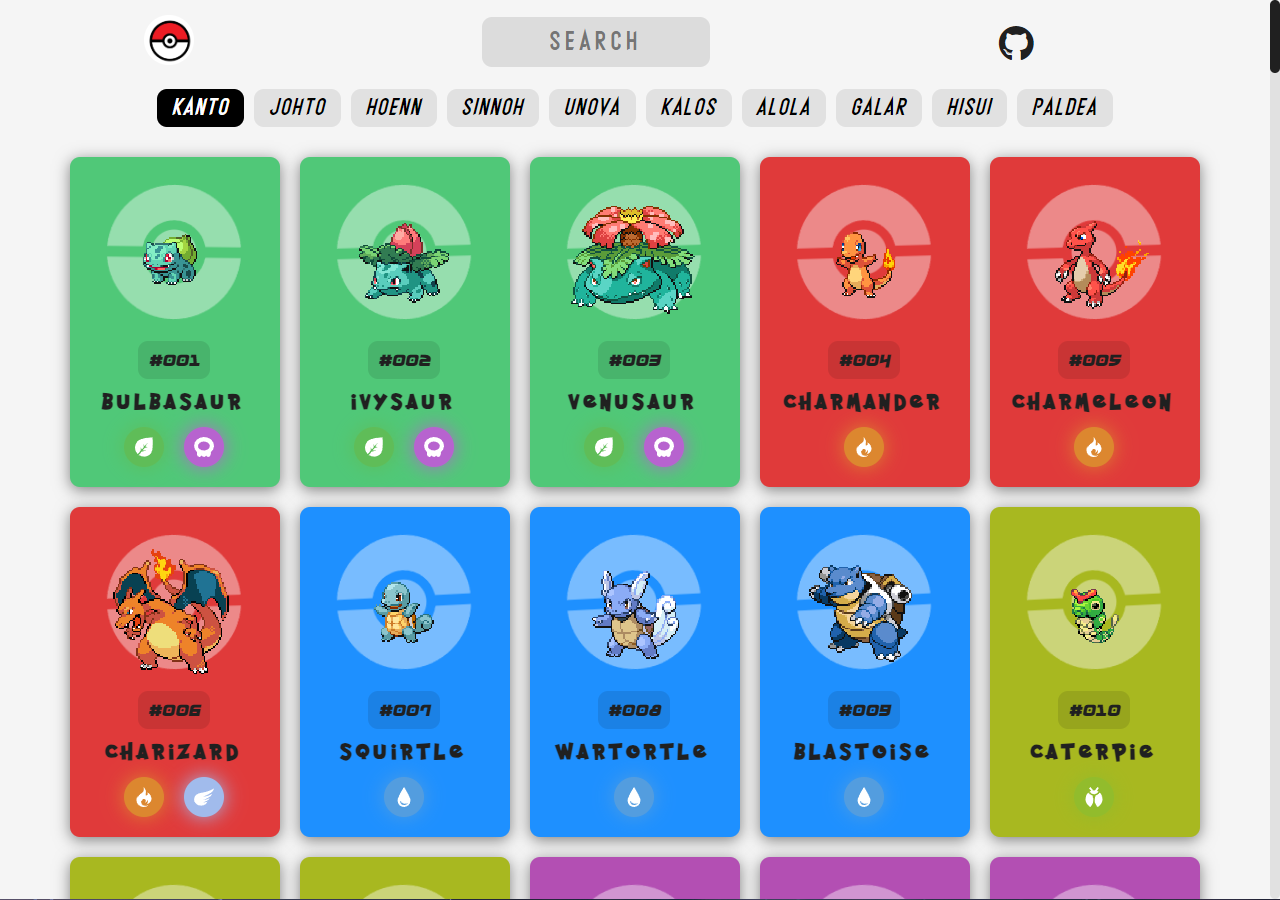 SEARCH
KANTO JOHTO HOENN SINNOH UNOVA KALOS ALOLA GALAR HISUI PALDEA
#001 #002 #003 #004 #005
BULBASAUR iVYSAUR VeNUSAUR CHARMANDeR CHARMeLeON
#006 #007 #008 #009 #010
CHARiZARD SQUiRTLe WARTORTLe BLASTOiSe CATeRPie